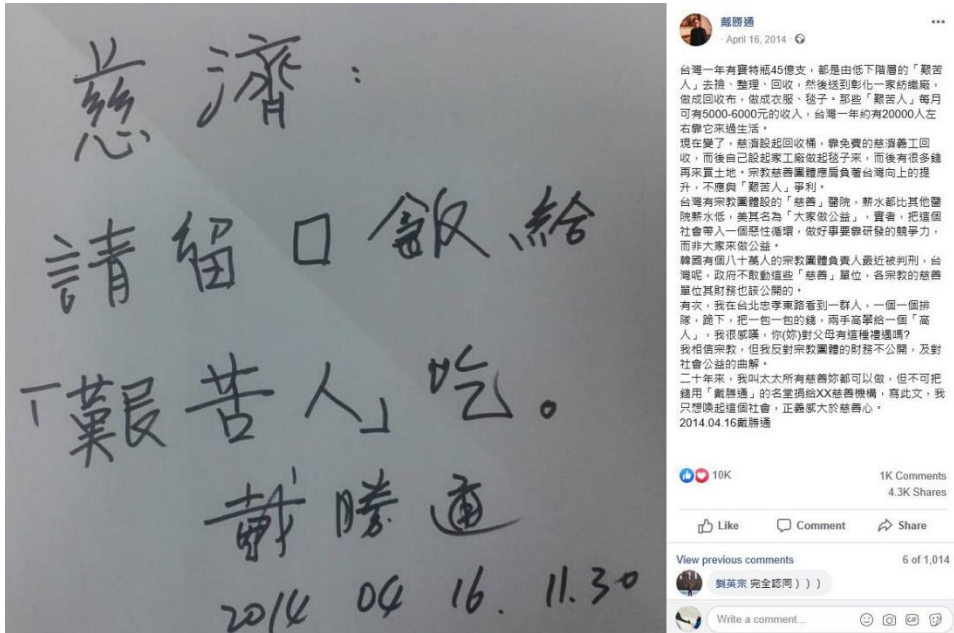 慈濟：
請留口飯給
「艱苦人」吃。
戴勝通
2014 04 16. 11.30
戴勝通
April 16, 2014
台灣一年有寶特瓶45億支，都是由低下階層的「艱苦
人」去撿、整理、回收，然後送到彰化一家紡織廠，
做成回收布，做成衣服、毯子。那些「艱苦人」每月
可有5000-6000元的收入，台灣一年約有20000人左
右靠它來過生活。
現在變了，慈濟設起回收桶，靠免費的慈濟義工回
收，而後自己設起家工廠做起毯子來，而後有很多錢
再來買土地。宗教慈善團體應肩負著台灣向上的提
升，不應與「艱苦人」爭利。
台灣有宗教團體設的「慈善」醫院，薪水都比其他醫
院薪水低，美其名為「大家做公益」，實者，把這個
社會帶入一個惡性循環，做好事要靠研發的競爭力，
而非大家來做公益。
韓國有個八十萬人的宗教團體負責人最近被判刑，台
灣呢，政府不敢動這些「慈善」單位，各宗教的慈善
單位其財務也該公開的。
有次，我在台北忠孝東路看到一群人，一個一個排
隊，跪下，把一包一包的錢，兩手高舉給一個「高
人」，我很感嘆，你(妳)對父母有這種禮遇嗎?
我相信宗教，但我反對宗教團體的財務不公開，及對
社會公益的曲解。
二十年來，我叫太太所有慈善妳都可以做，但不可把
錢用「戴勝通」的名堂捐給XX慈善機構，寫此文，我
只想喚起這個社會，正義感大於慈善心。
2014.04.16戴勝通
10K
1K Comments
4.3K Shares
Like Comment Share
View previous comments 6 of 1,014
劉英宗 完全認同）））
Write a comment...
GIF